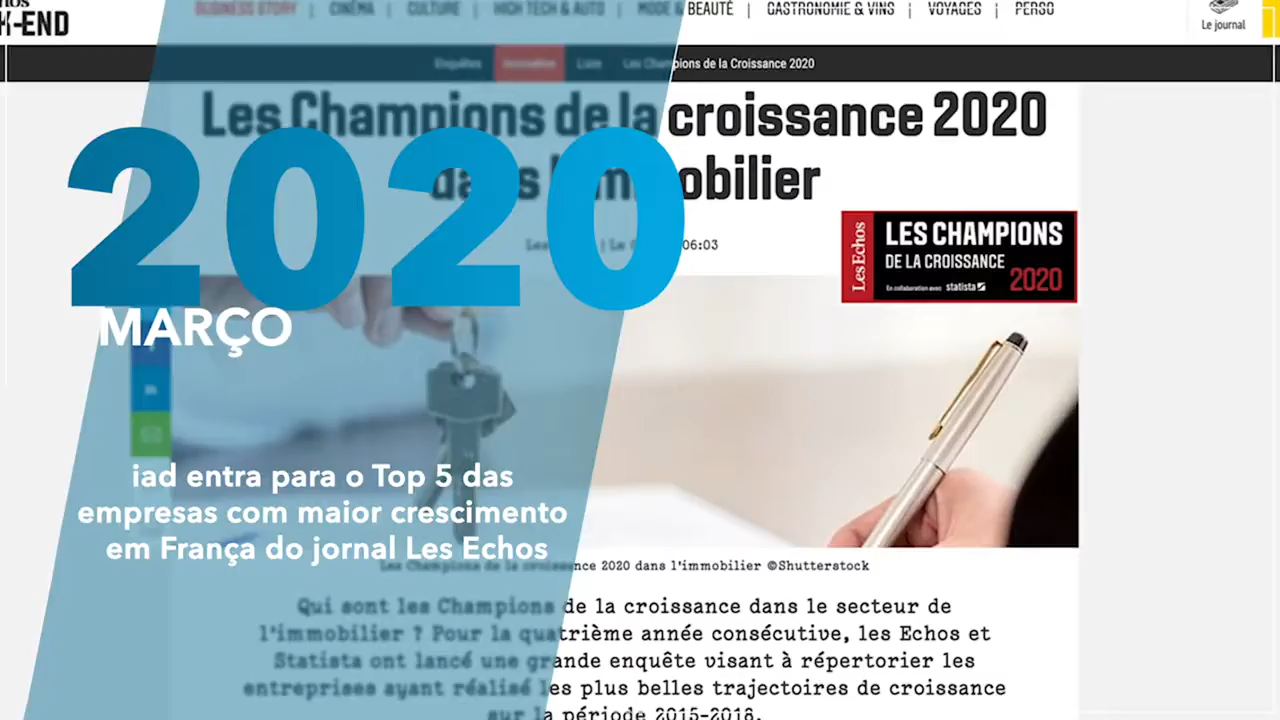 K-END
BUSINESS STORY | CINÉMA | CULTURE | HIGH TECH & AUTO | MODE & BEAUTÉ | GASTRONOMIE & VINS | VOYAGES | PERSO
Le journal
Enquêtes Immobilier Luxe Les Champions de la Croissance 2020
Les Champions de la croissance 2020
dans l'immobilier
06:03
Les Echos
LES CHAMPIONS
DE LA CROISSANCE
En collaboration avec statista
2020
2020
MARÇO
iad entra para o Top 5 das
empresas com maior crescimento
em França do jornal Les Echos
Les Champions de la croissance 2020 dans l'immobilier ©Shutterstock
Qui sont les Champions de la croissance dans le secteur de
l'immobilier ? Pour la quatrième année consécutive, les Echos et
Statista ont lancé une grande enquête visant à répertorier les
entreprises ayant réalisé les plus belles trajectoires de croissance
sur la période 2015-2018.